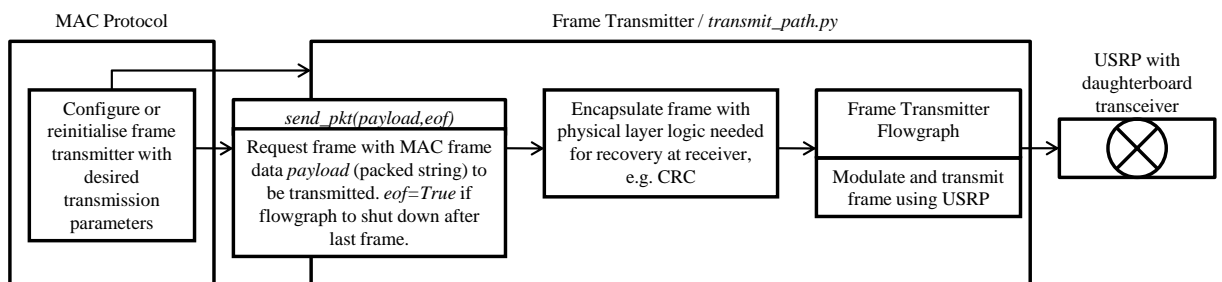 MAC Protocol
Frame Transmitter / transmit_path.py
Configure or
reinitialise frame
transmitter with
desired
transmission
parameters
send_pkt(payload,eof)
Request frame with MAC frame
data payload (packed string) to
be transmitted. eof=True if
flowgraph to shut down after
last frame.
Encapsulate frame with
physical layer logic needed
for recovery at receiver,
e.g. CRC
Frame Transmitter
Flowgraph
Modulate and transmit
frame using USRP
USRP with
daughterboard
transceiver